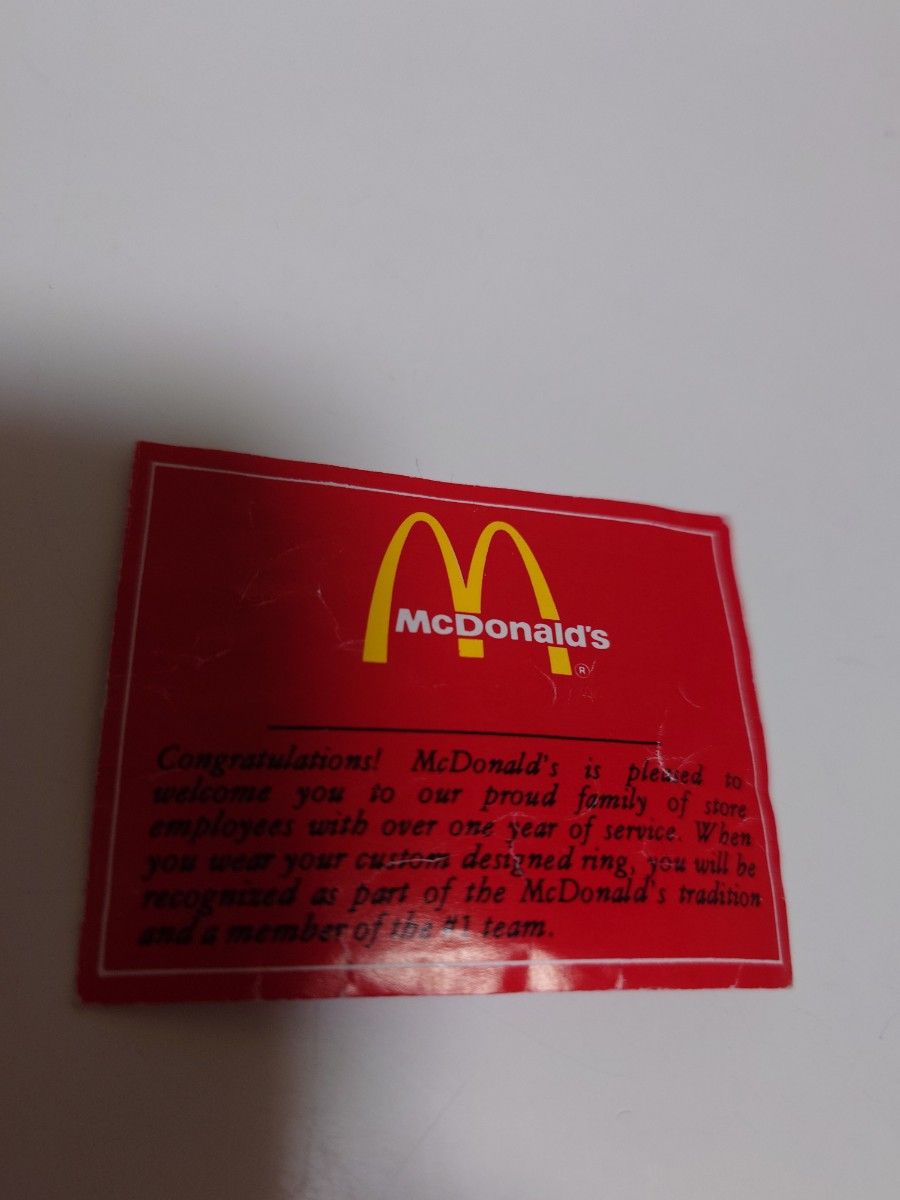 McDonald's
®
Congratulations! McDonald's is pleased to
welcome you to our proud family of store
employees with over one year of service. When
you wear your custom designed ring, you will be
recognized as part of the McDonald's tradition
and a member of the #1 team.